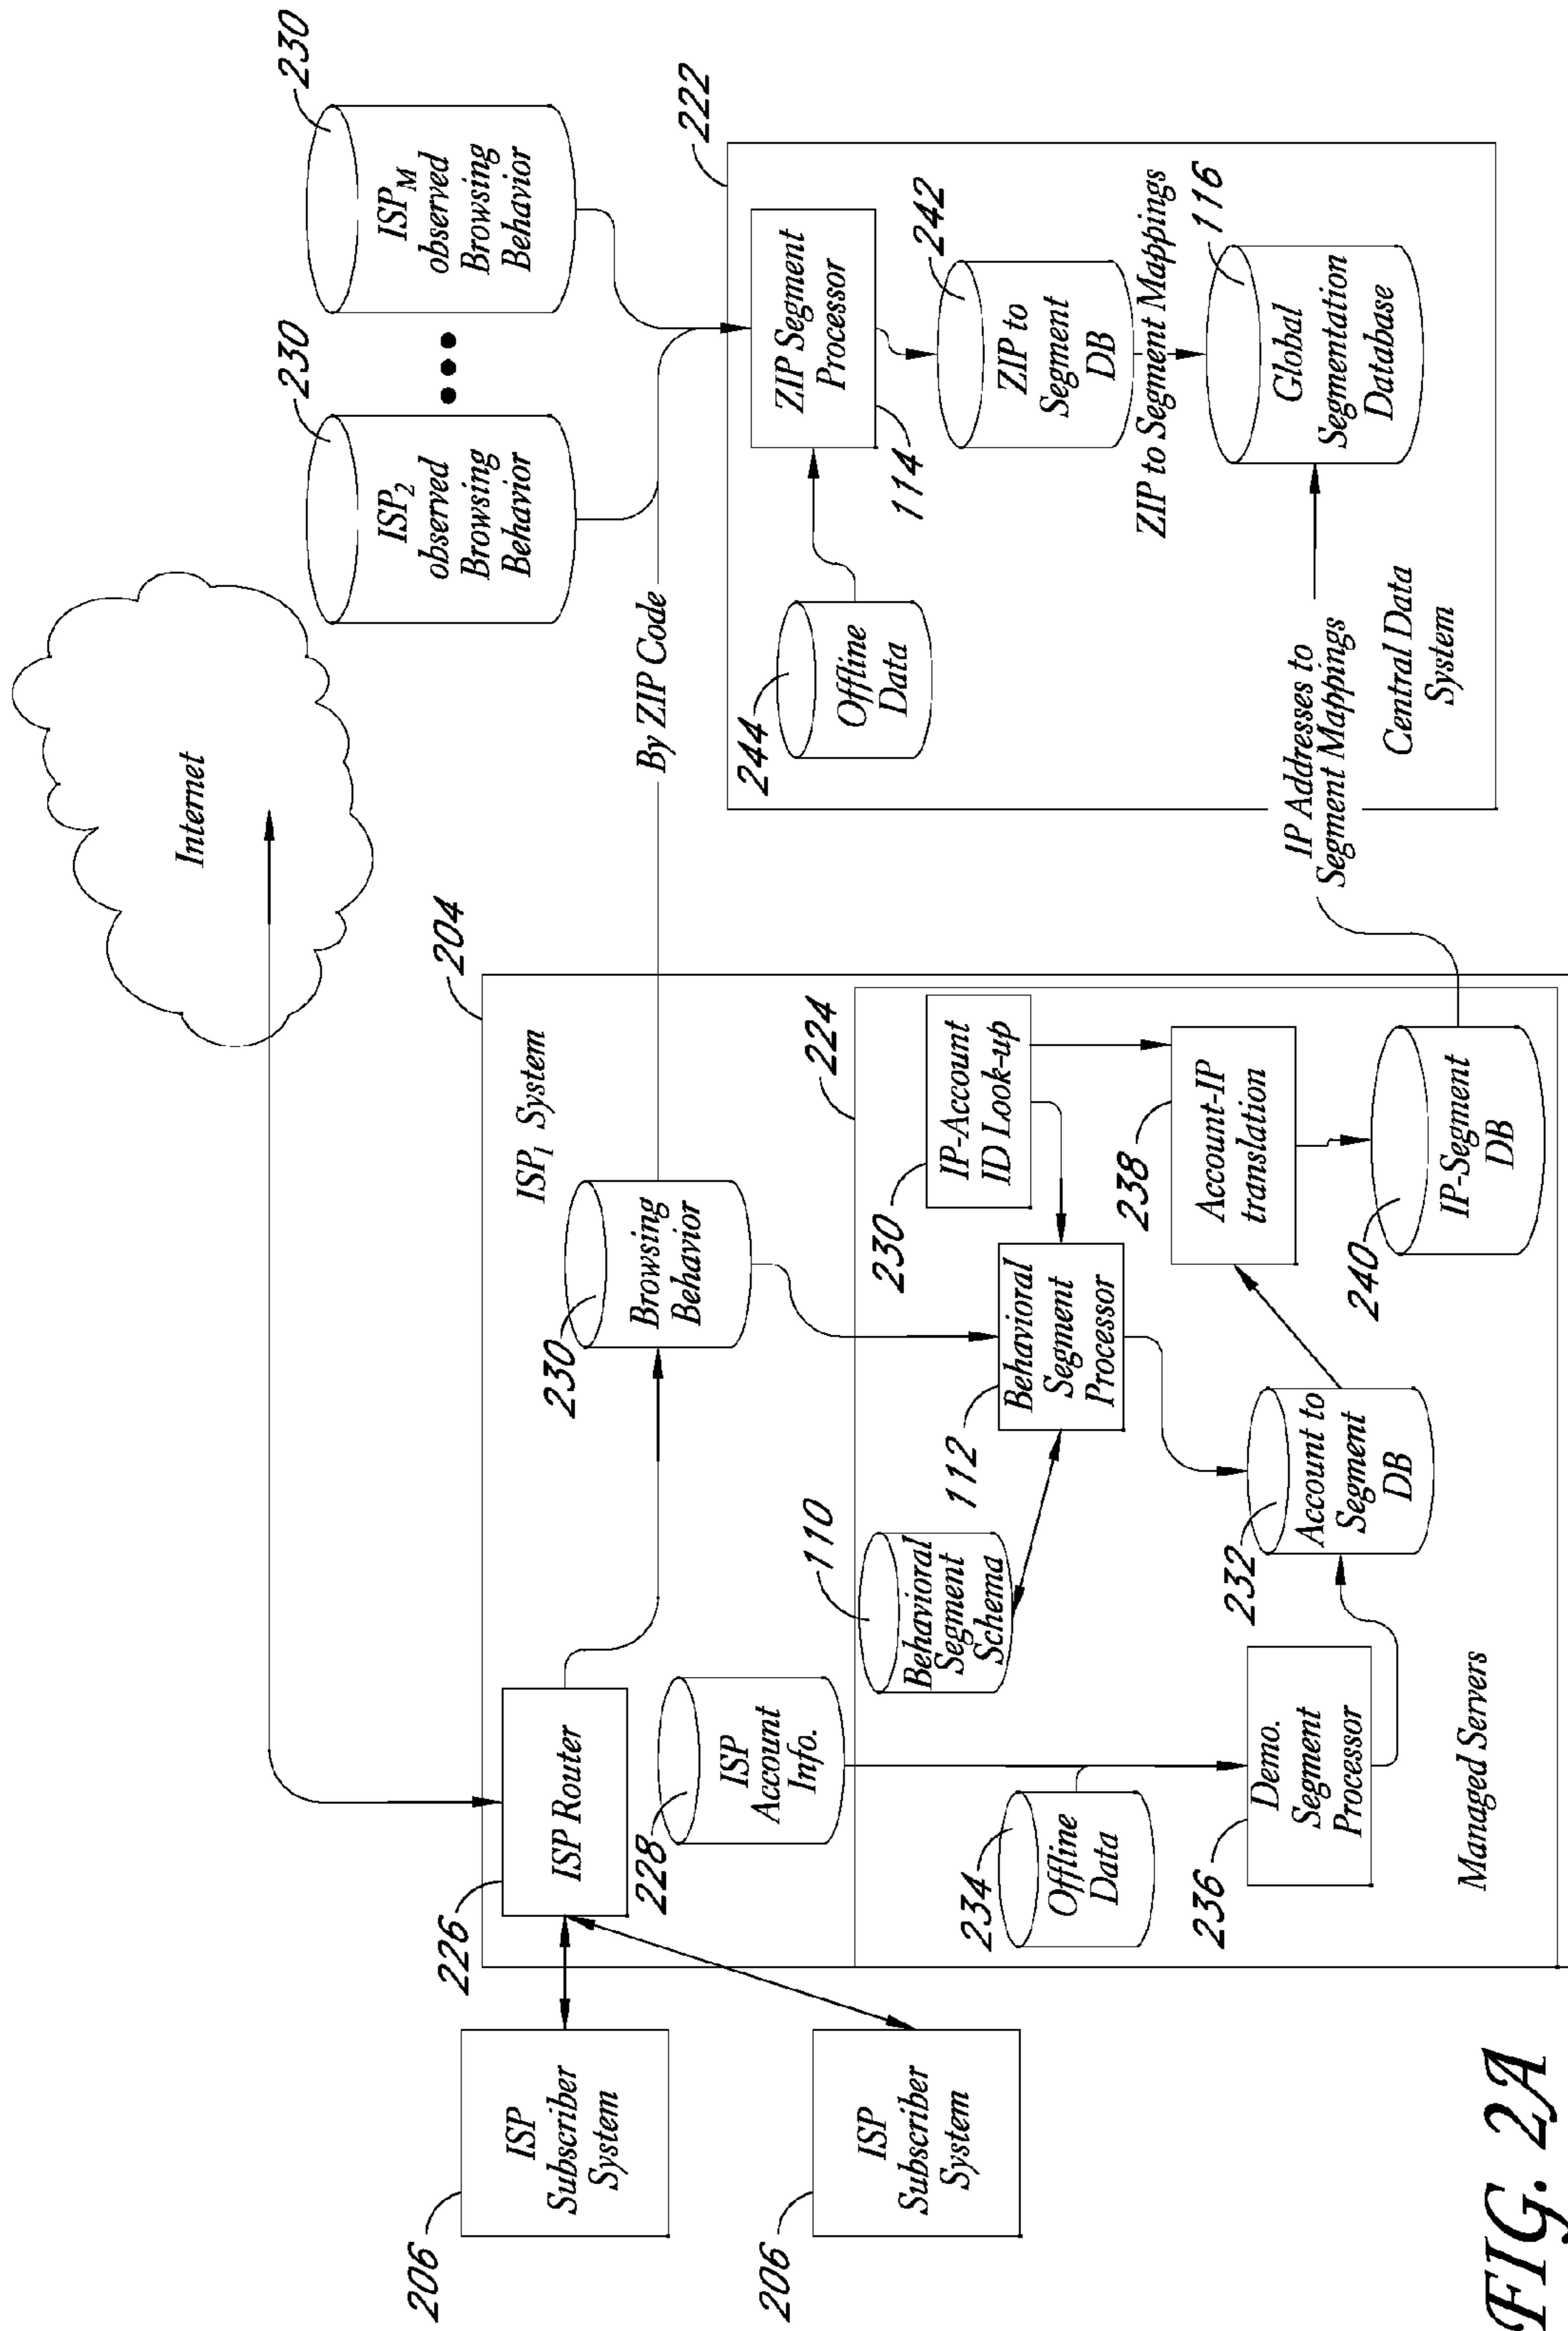 Internet
204
ISP1 System
206
ISP
Subscriber
System
206
ISP
Subscriber
System
226
ISP Router
228
ISP
Account
Info.
230
Browsing
Behavior
By ZIP Code
230
ISP2
observed
Browsing
Behavior
230
ISPM
observed
Browsing
Behavior
224
110
Behavioral
Segment
Schema
112
Behavioral
Segment
Processor
230
IP-Account
ID Look-up
234
Offline
Data
236
Demo.
Segment
Processor
232
Account to
Segment
DB
238
Account-IP
translation
240
IP-Segment
DB
Managed Servers
222
244
Offline
Data
ZIP Segment
Processor
114
242
ZIP to
Segment
DB
ZIP to Segment Mappings
116
Global
Segmentation
Database
IP Addresses to
Segment Mappings
Central Data
System
FIG. 2A